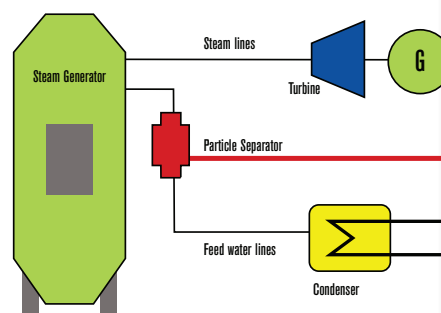 Steam lines
Steam Generator
G
Turbine
Particle Separator
Feed water lines
Condenser